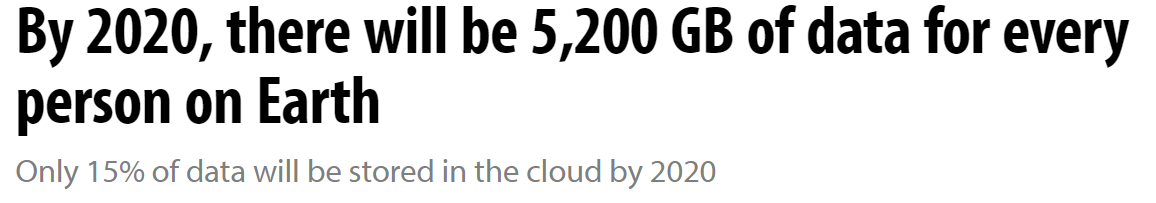 By 2020, there will be 5,200 GB of data for every
person on Earth
Only 15% of data will be stored in the cloud by 2020